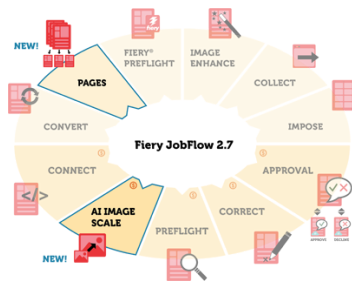 NEW!
FIERY®
PREFLIGHT
IMAGE
ENHANCE
PAGES
COLLECT
CONVERT
IMPOSE
Fiery JobFlow 2.7
CONNECT
APPROVAL
AI IMAGE
SCALE
CORRECT
PREFLIGHT
NEW!
fiery
</>
APPROVE
DECLINE